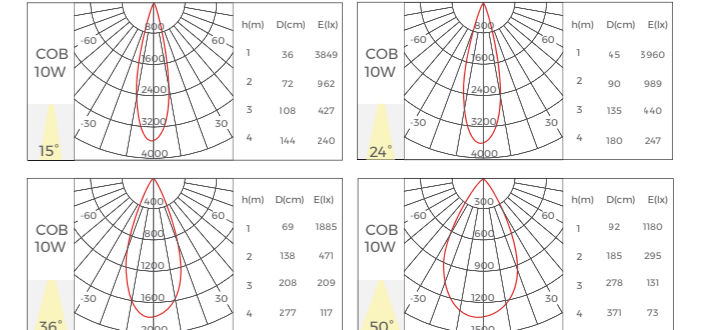 COB
10W
15°
800
1600
2400
3200
4000
-60
60
-30
30
h(m) D(cm) E(lx)
1 36 3849
2 72 962
3 108 427
4 144 240
COB
10W
24°
800
1600
2400
3200
4000
-60
60
-30
30
h(m) D(cm) E(lx)
1 45 3960
2 90 989
3 135 440
4 180 247
COB
10W
36°
400
800
1200
1600
2000
-60
60
-30
30
h(m) D(cm) E(lx)
1 69 1885
2 138 471
3 208 209
4 277 117
COB
10W
50°
300
600
900
1200
1500
-60
60
-30
30
h(m) D(cm) E(lx)
1 92 1180
2 185 295
3 278 131
4 371 73